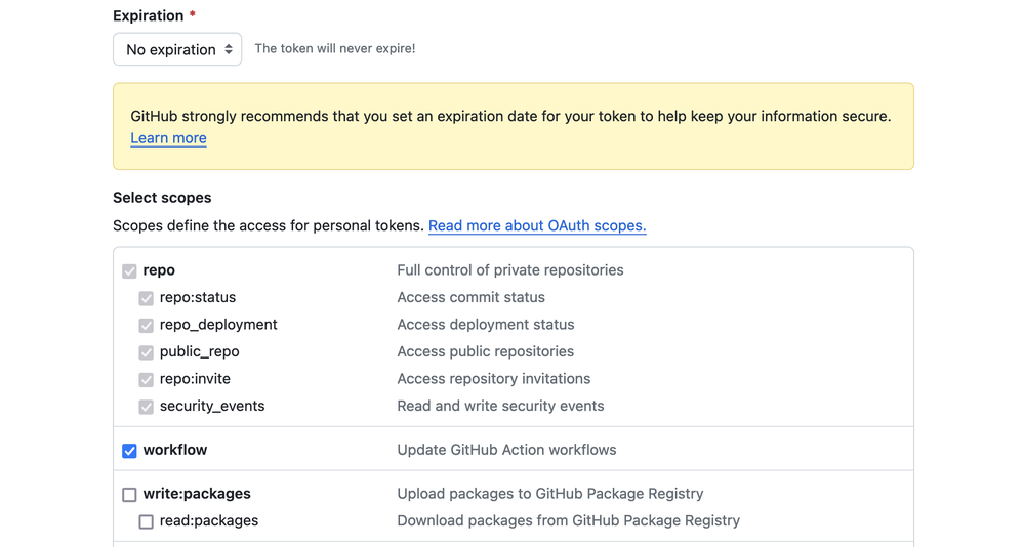 Expiration *
No expiration The token will never expire!
GitHub strongly recommends that you set an expiration date for your token to help keep your information secure.
Learn more
Select scopes
Scopes define the access for personal tokens. Read more about OAuth scopes.
repo Full control of private repositories
repo:status Access commit status
repo_deployment Access deployment status
public_repo Access public repositories
repo:invite Access repository invitations
security_events Read and write security events
workflow Update GitHub Action workflows
write:packages Upload packages to GitHub Package Registry
read:packages Download packages from GitHub Package Registry